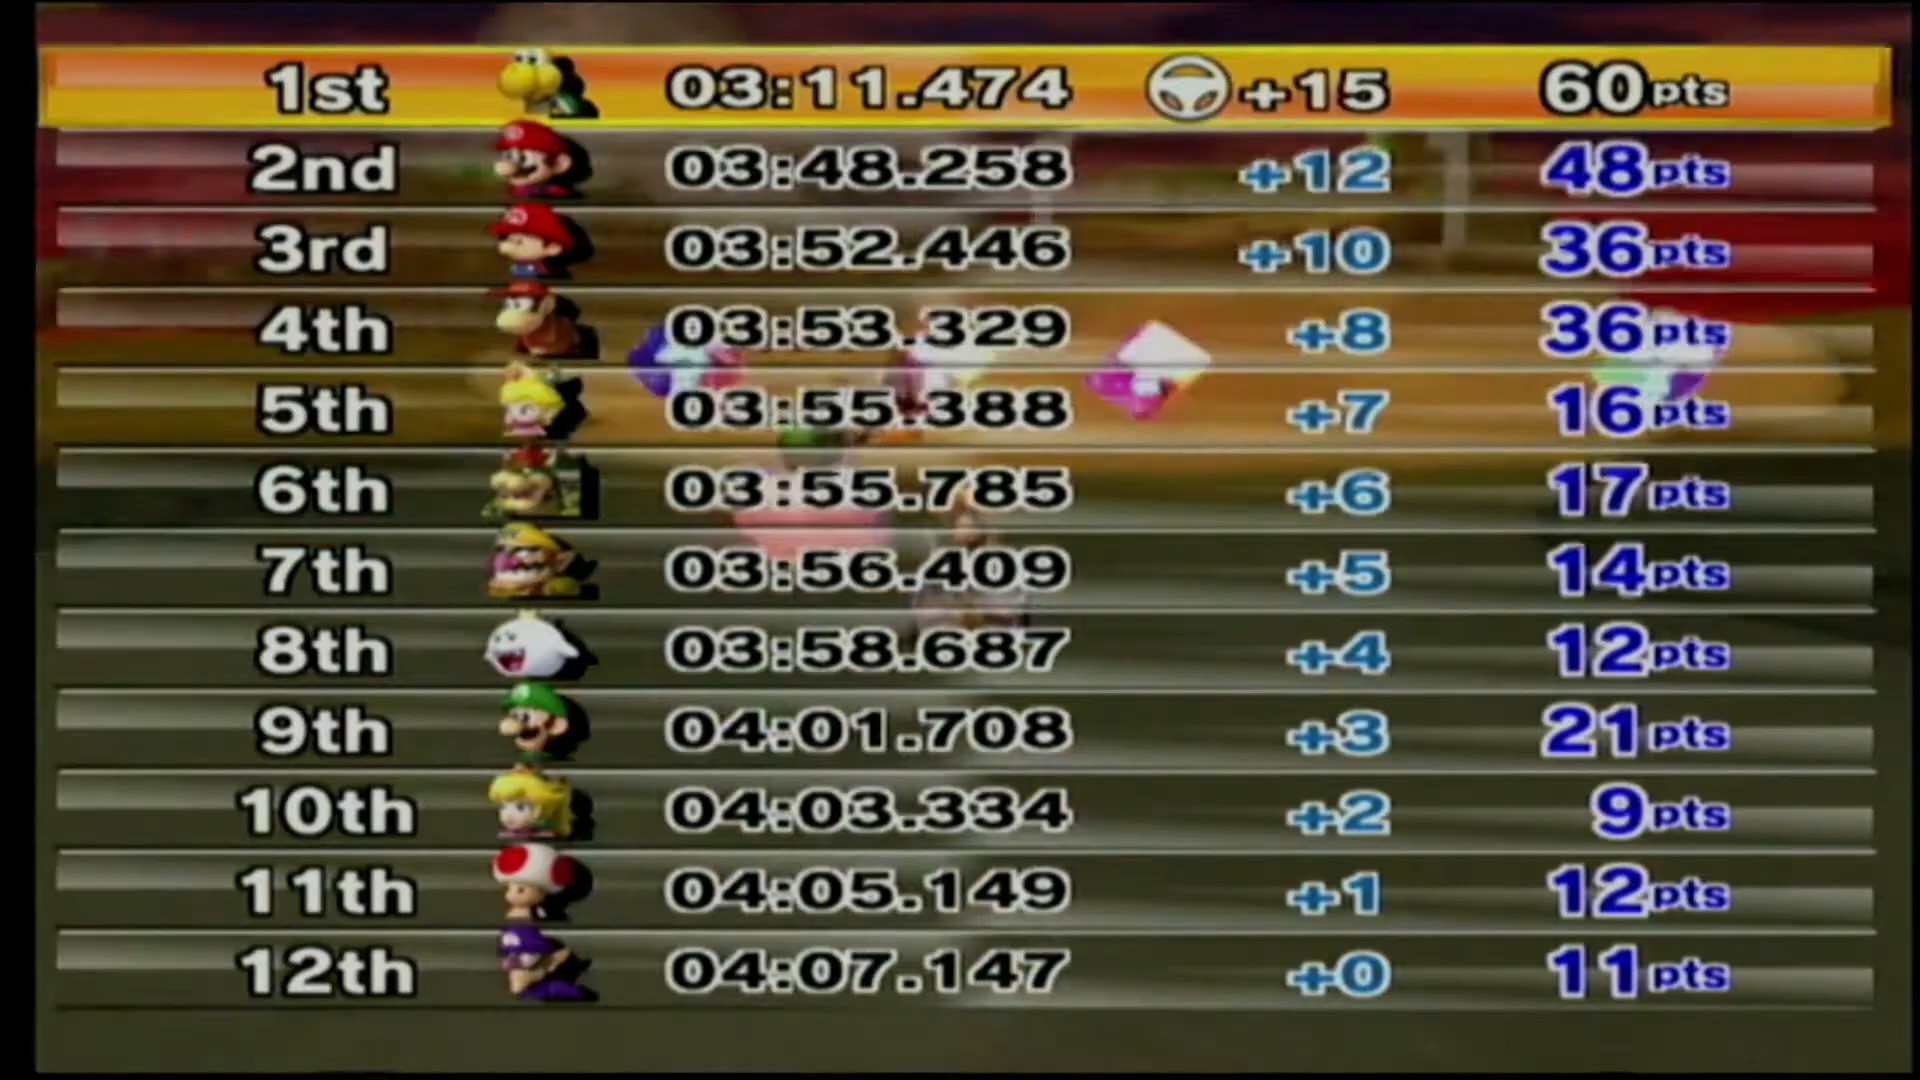 1st 03:11.474 +15 60pts
2nd 03:48.258 +12 48pts
3rd 03:52.446 +10 36pts
4th 03:53.329 +8 36pts
5th 03:55.388 +7 16pts
6th 03:55.785 +6 17pts
7th 03:56.409 +5 14pts
8th 03:58.687 +4 12pts
9th 04:01.708 +3 21pts
10th 04:03.334 +2 9pts
11th 04:05.149 +1 12pts
12th 04:07.147 +0 11pts